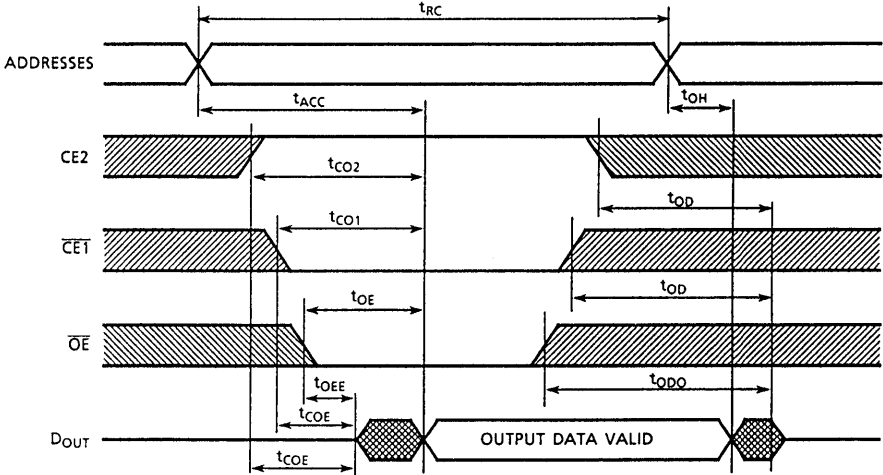 tRC
ADDRESSES
tACC
tOH
CE2
tCO2
tOD
CE1
tCO1
tOD
tOE
OE
tODO
tOEE
tCOE
DOUT
OUTPUT DATA VALID
tCOE